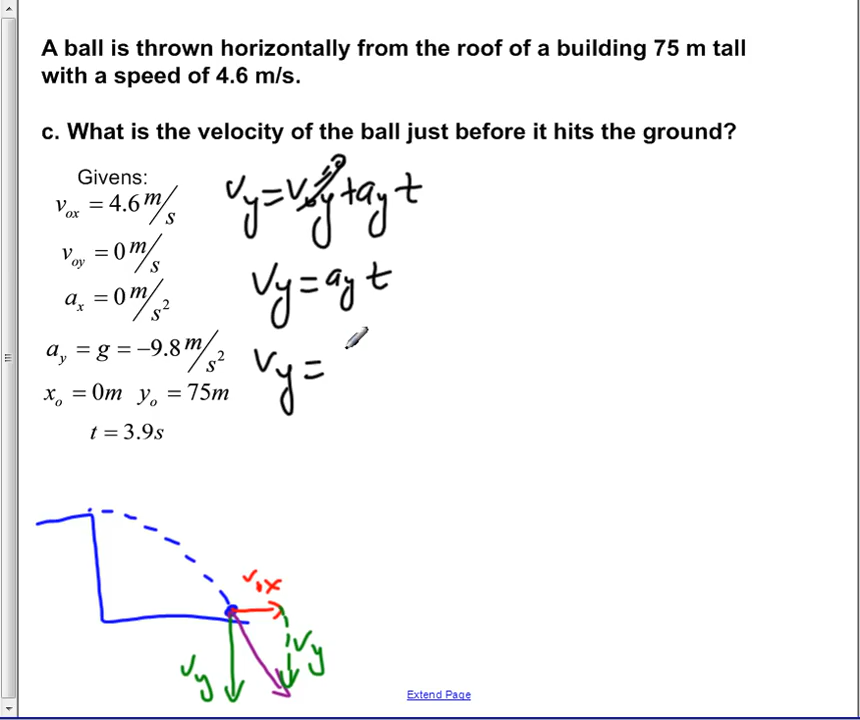 A ball is thrown horizontally from the roof of a building 75 m tall
with a speed of 4.6 m/s.
c. What is the velocity of the ball just before it hits the ground?
Givens:
v_ox = 4.6 m/s
v_oy = 0 m/s
a_x = 0 m/s²
a_y = g = −9.8 m/s²
x_o = 0m y_o = 75m
t = 3.9s
v_y = v_oy + a_y t
v_y = a_y t
v_y =
v_y
v_y
Extend Page